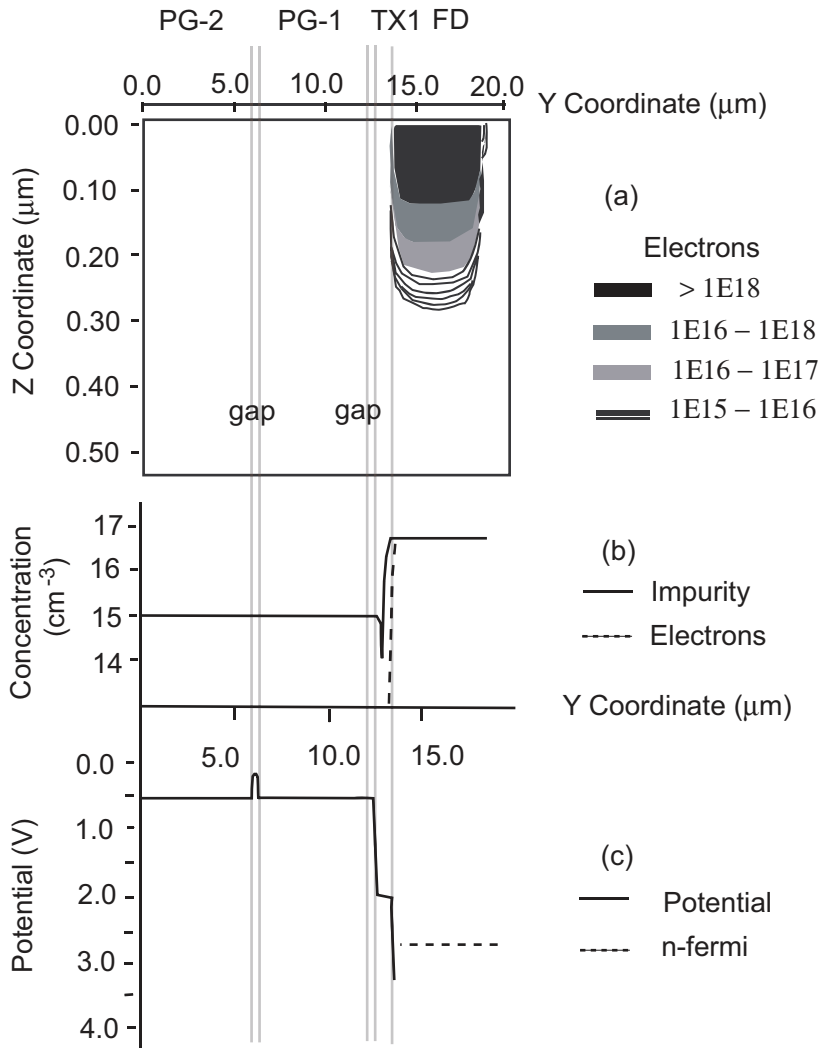 PG-2 PG-1 TX1 FD
0.0 5.0 10.0 15.0 20.0
Y Coordinate (μm)
0.00
0.10
0.20
0.30
0.40
0.50
Z Coordinate (μm)
gap gap
(a)
Electrons
> 1E18
1E16 – 1E18
1E16 – 1E17
1E15 – 1E16
17
16
15
14
Concentration
(cm⁻³)
(b)
Impurity
Electrons
Y Coordinate (μm)
5.0 10.0 15.0
0.0
1.0
2.0
3.0
4.0
Potential (V)
(c)
Potential
n-fermi